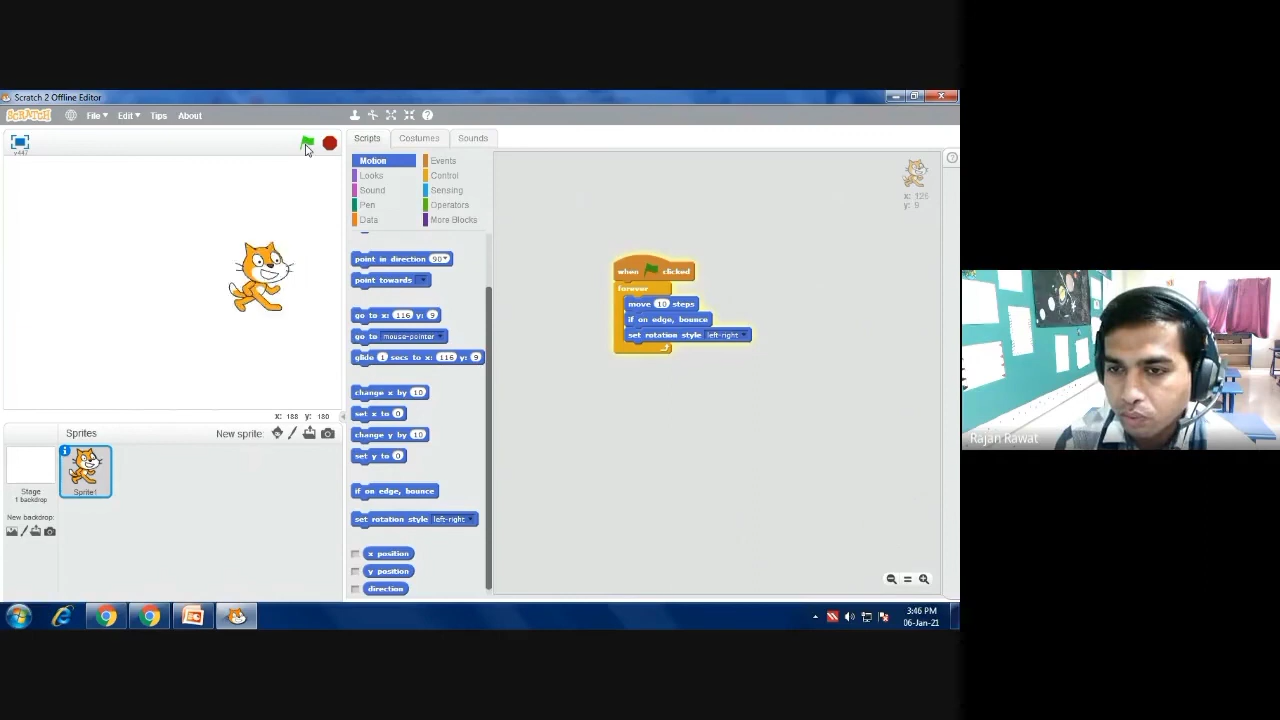 Scratch 2 Offline Editor
SCRATCH File Edit Tips About
v447
Scripts Costumes Sounds
Motion Events
Looks Control
Sound Sensing
Pen Operators
Data More Blocks
point in direction 90
point towards
go to x: 116 y: 9
go to mouse-pointer
glide 1 secs to x: 116 y: 9
change x by 10
set x to 0
change y by 10
set y to 0
if on edge, bounce
set rotation style left-right
x position
y position
direction
when clicked
forever
move 10 steps
if on edge, bounce
set rotation style left-right
x: 126
y: 9
x: 188 y: 180
Sprites New sprite:
Stage
1 backdrop
New backdrop:
Sprite1
3:46 PM
06-Jan-21
Rajan Rawat